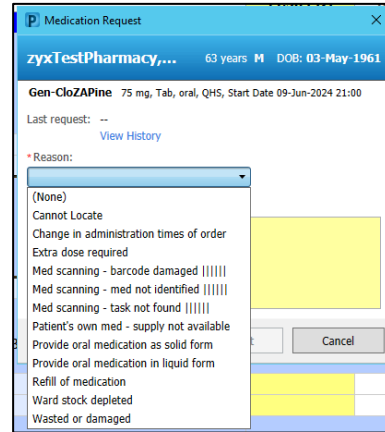 Medication Request
zyxTestPharmacy,... 63 years M DOB: 03-May-1961
Gen-CloZAPine 75 mg, Tab, oral, QHS, Start Date 09-Jun-2024 21:00
Last request: --
View History
*Reason:
(None)
Cannot Locate
Change in administration times of order
Extra dose required
Med scanning - barcode damaged ||||||
Med scanning - med not identified ||||||
Med scanning - task not found ||||||
Patient's own med - supply not available
Provide oral medication as solid form
Provide oral medication in liquid form
Refill of medication
Ward stock depleted
Wasted or damaged
Cancel